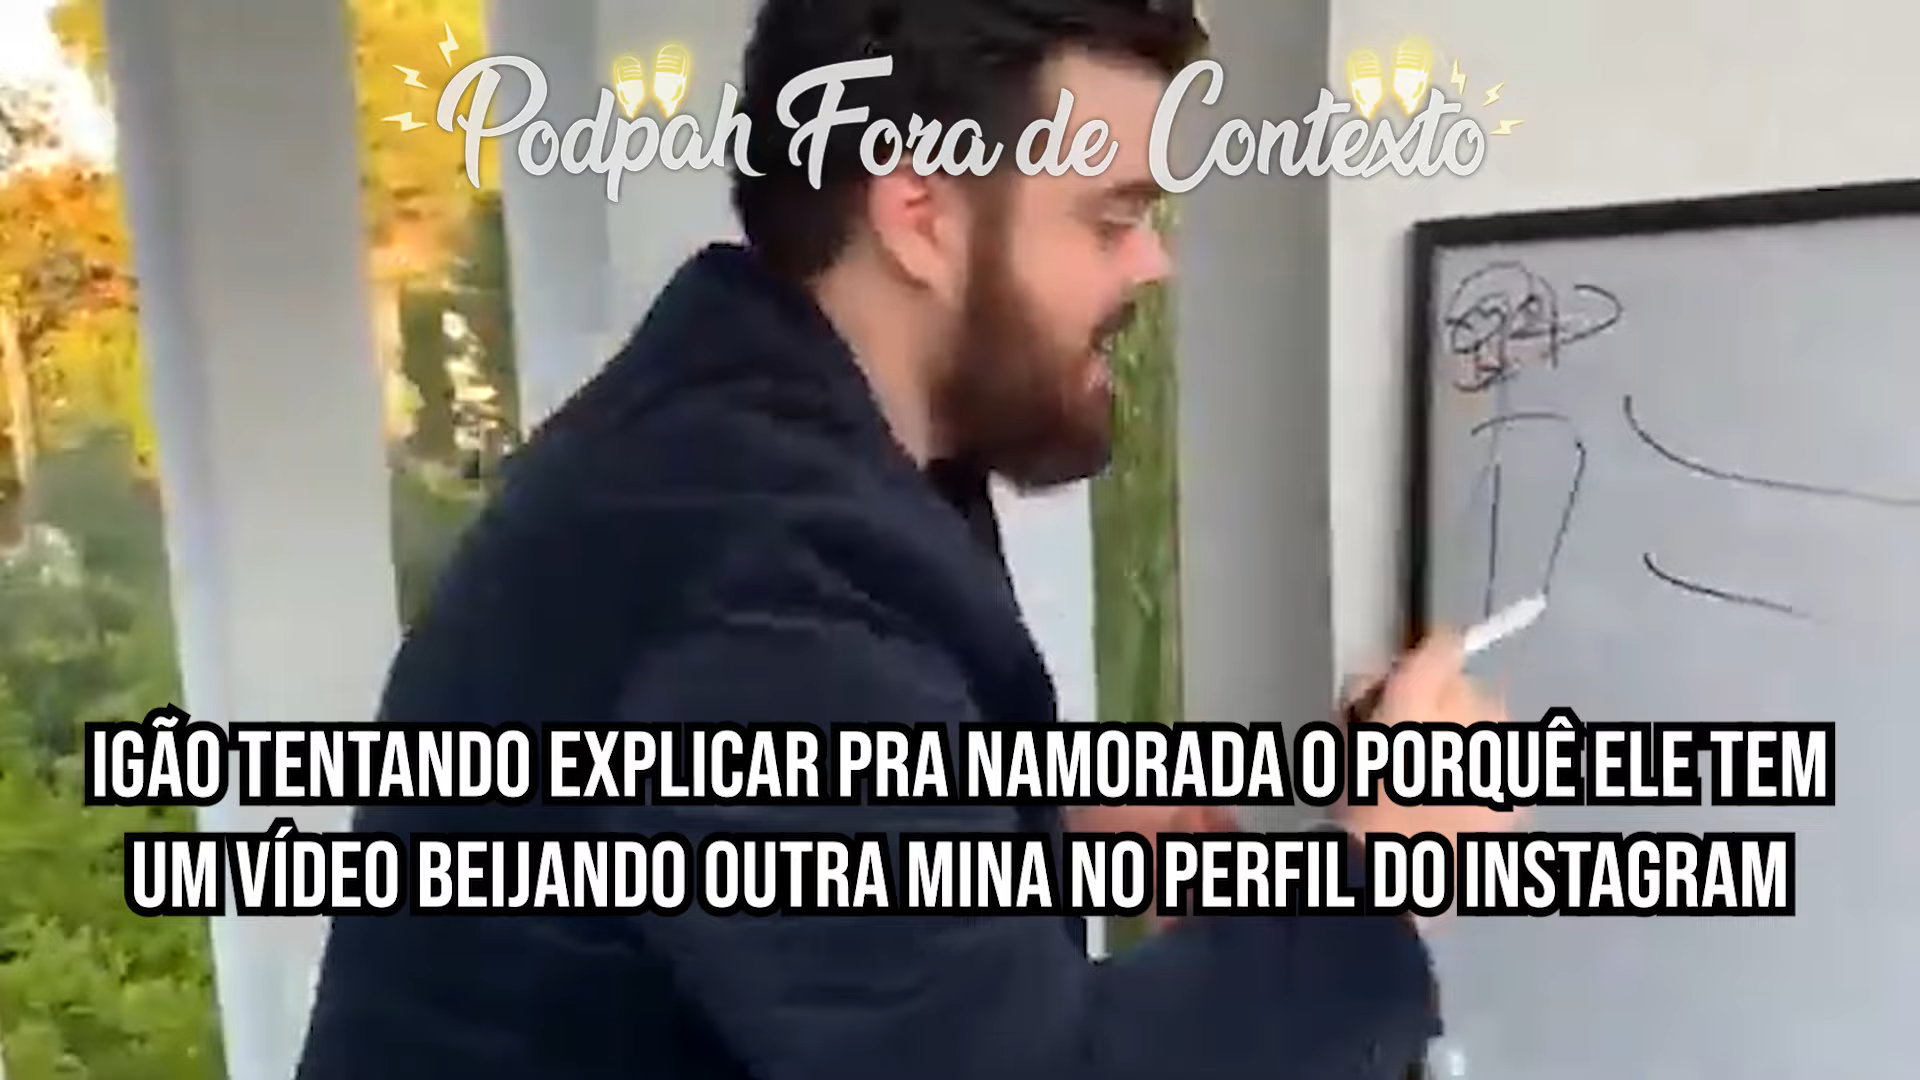 Podpah Fora de Contexto
IGÃO TENTANDO EXPLICAR PRA NAMORADA O PORQUÊ ELE TEM
UM VÍDEO BEIJANDO OUTRA MINA NO PERFIL DO INSTAGRAM